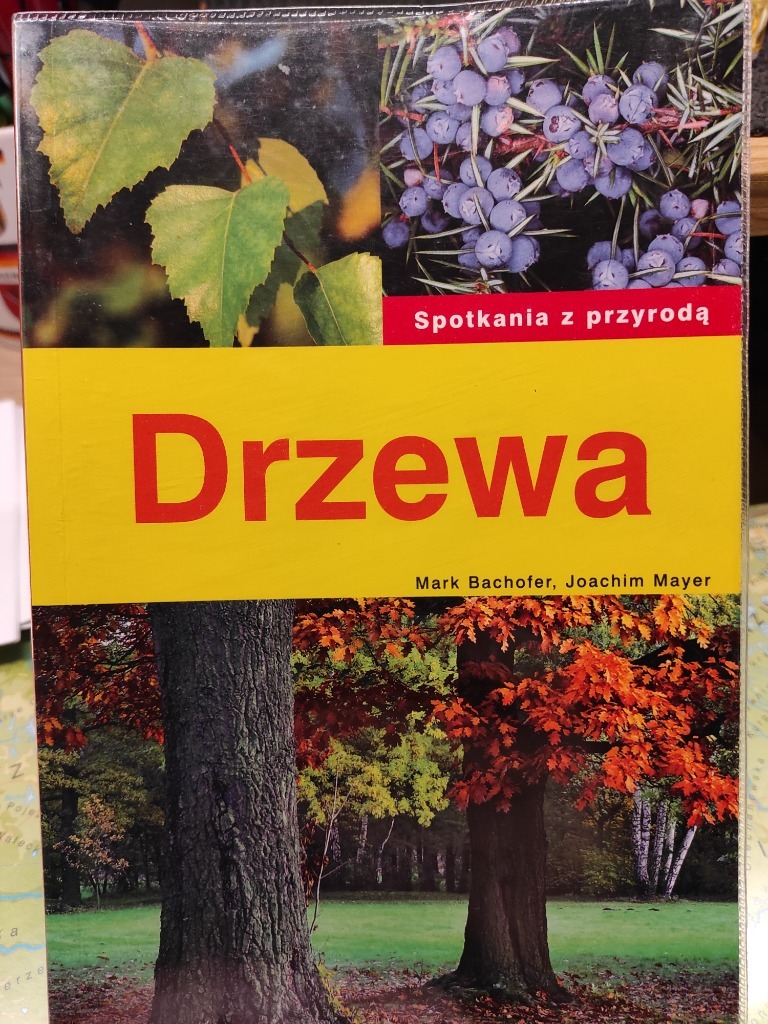 Spotkania z przyrodą
Drzewa
Mark Bachofer, Joachim Mayer